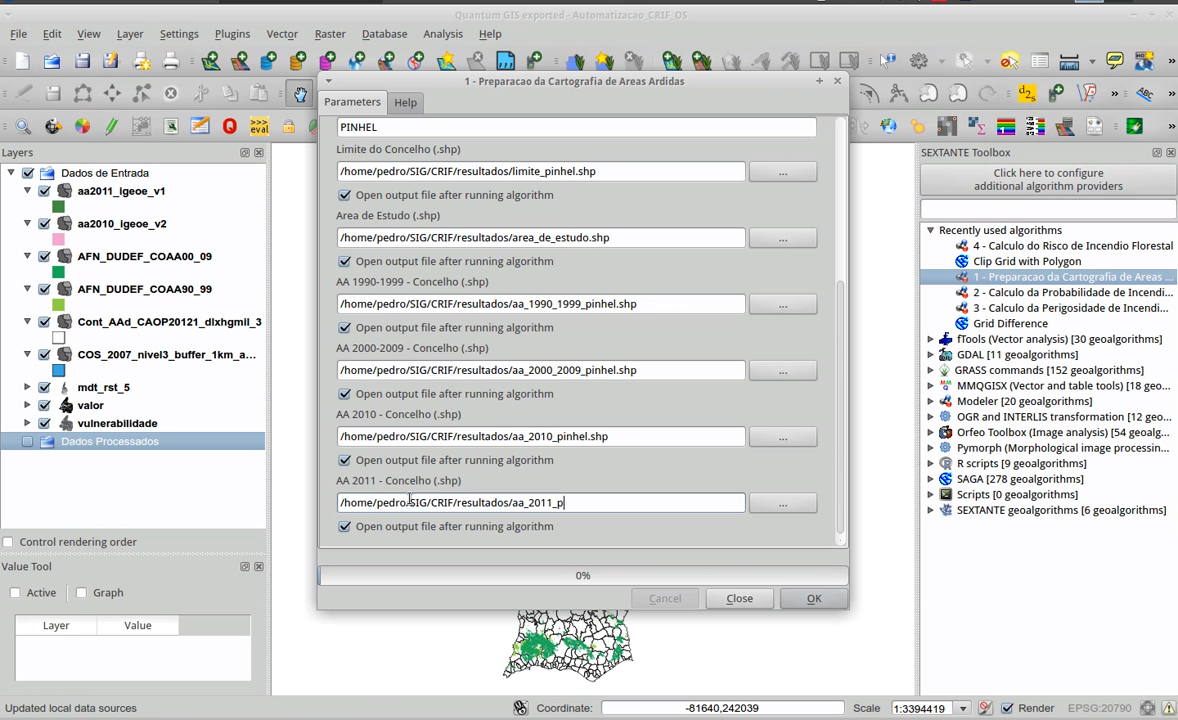 Quantum GIS exported - Automatizacao_CRIF_OS
File Edit View Layer Settings Plugins Vector Raster Database Analysis Help
Layers
Dados de Entrada
aa2011_igeoe_v1
aa2010_igeoe_v2
AFN_DUDEF_COAA00_09
AFN_DUDEF_COAA90_99
Cont_AAd_CAOP20121_dlxhgmil_3
COS_2007_nivel3_buffer_1km_a...
mdt_rst_5
valor
vulnerabilidade
Dados Processados
Control rendering order
Value Tool
Active Graph
Layer Value
1 - Preparacao da Cartografia de Areas Ardidas
Parameters Help
PINHEL
Limite do Concelho (.shp)
/home/pedro/SIG/CRIF/resultados/limite_pinhel.shp ...
Open output file after running algorithm
Area de Estudo (.shp)
/home/pedro/SIG/CRIF/resultados/area_de_estudo.shp ...
Open output file after running algorithm
AA 1990-1999 - Concelho (.shp)
/home/pedro/SIG/CRIF/resultados/aa_1990_1999_pinhel.shp ...
Open output file after running algorithm
AA 2000-2009 - Concelho (.shp)
/home/pedro/SIG/CRIF/resultados/aa_2000_2009_pinhel.shp ...
Open output file after running algorithm
AA 2010 - Concelho (.shp)
/home/pedro/SIG/CRIF/resultados/aa_2010_pinhel.shp ...
Open output file after running algorithm
AA 2011 - Concelho (.shp)
/home/pedro/SIG/CRIF/resultados/aa_2011_p ...
Open output file after running algorithm
0%
Cancel Close OK
SEXTANTE Toolbox
Click here to configure
additional algorithm providers
Recently used algorithms
4 - Calculo do Risco de Incendio Florestal
Clip Grid with Polygon
1 - Preparacao da Cartografia de Areas ...
2 - Calculo da Probabilidade de Incendi...
3 - Calculo da Perigosidade de Incendi...
Grid Difference
fTools (Vector analysis) [30 geoalgorithms]
GDAL [11 geoalgorithms]
GRASS commands [152 geoalgorithms]
MMQGISX (Vector and table tools) [18 geo...
Modeler [20 geoalgorithms]
OGR and INTERLIS transformation [12 geo...
Orfeo Toolbox (Image analysis) [54 geoalg...
Pymorph (Morphological image processin...
R scripts [9 geoalgorithms]
SAGA [278 geoalgorithms]
Scripts [0 geoalgorithms]
SEXTANTE geoalgorithms [6 geoalgorithms]
Updated local data sources
Coordinate: -81640,242039 Scale 1:3394419 Render EPSG:20790